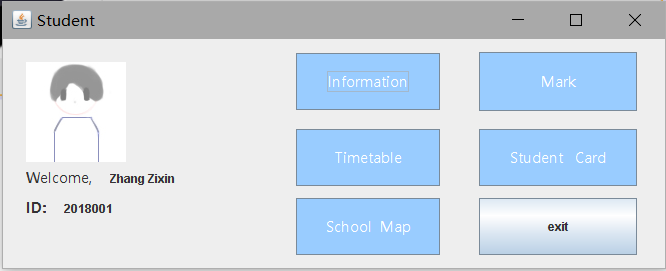 Student
Information
Mark
Timetable
Student Card
School Map
exit
Welcome, Zhang Zixin
ID: 2018001